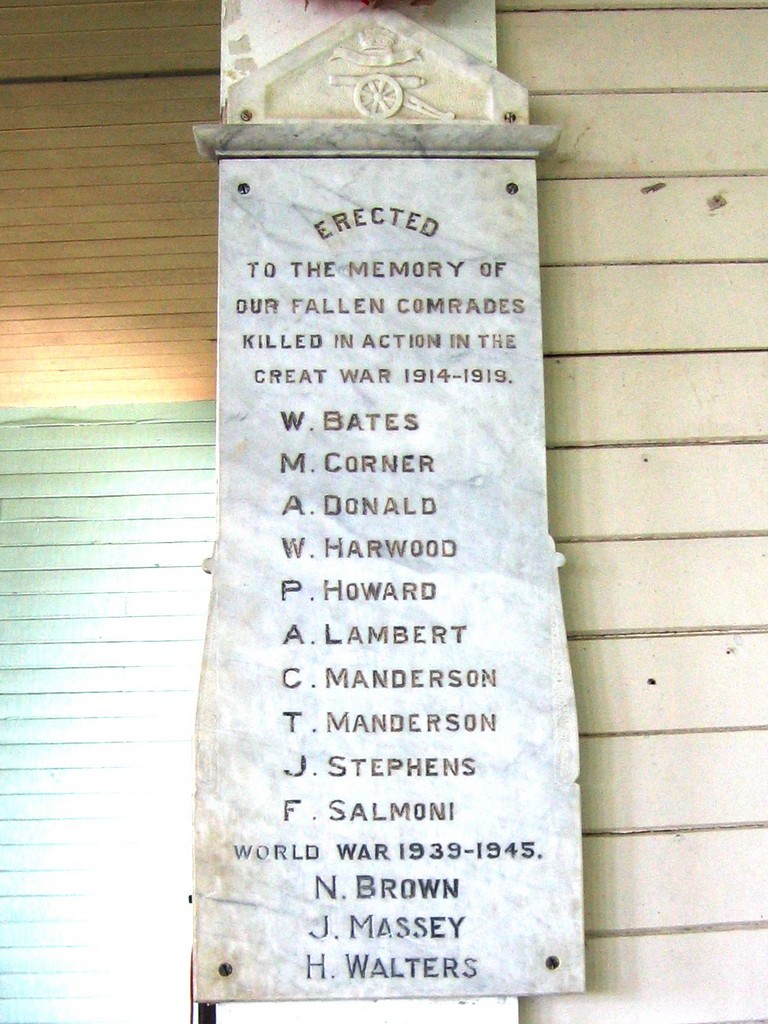 ERECTED
TO THE MEMORY OF
OUR FALLEN COMRADES
KILLED IN ACTION IN THE
GREAT WAR 1914-1919.
W. BATES
M. CORNER
A. DONALD
W. HARWOOD
P. HOWARD
A. LAMBERT
C. MANDERSON
T. MANDERSON
J. STEPHENS
F. SALMONI
WORLD WAR 1939-1945.
N. BROWN
J. MASSEY
H. WALTERS